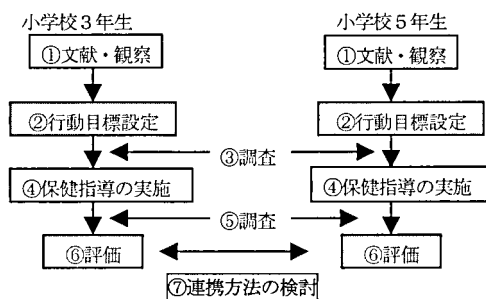 小学校3年生
小学校5年生
①文献・観察
①文献・観察
②行動目標設定
②行動目標設定
③調査
④保健指導の実施
④保健指導の実施
⑤調査
⑥評価
⑥評価
⑦連携方法の検討